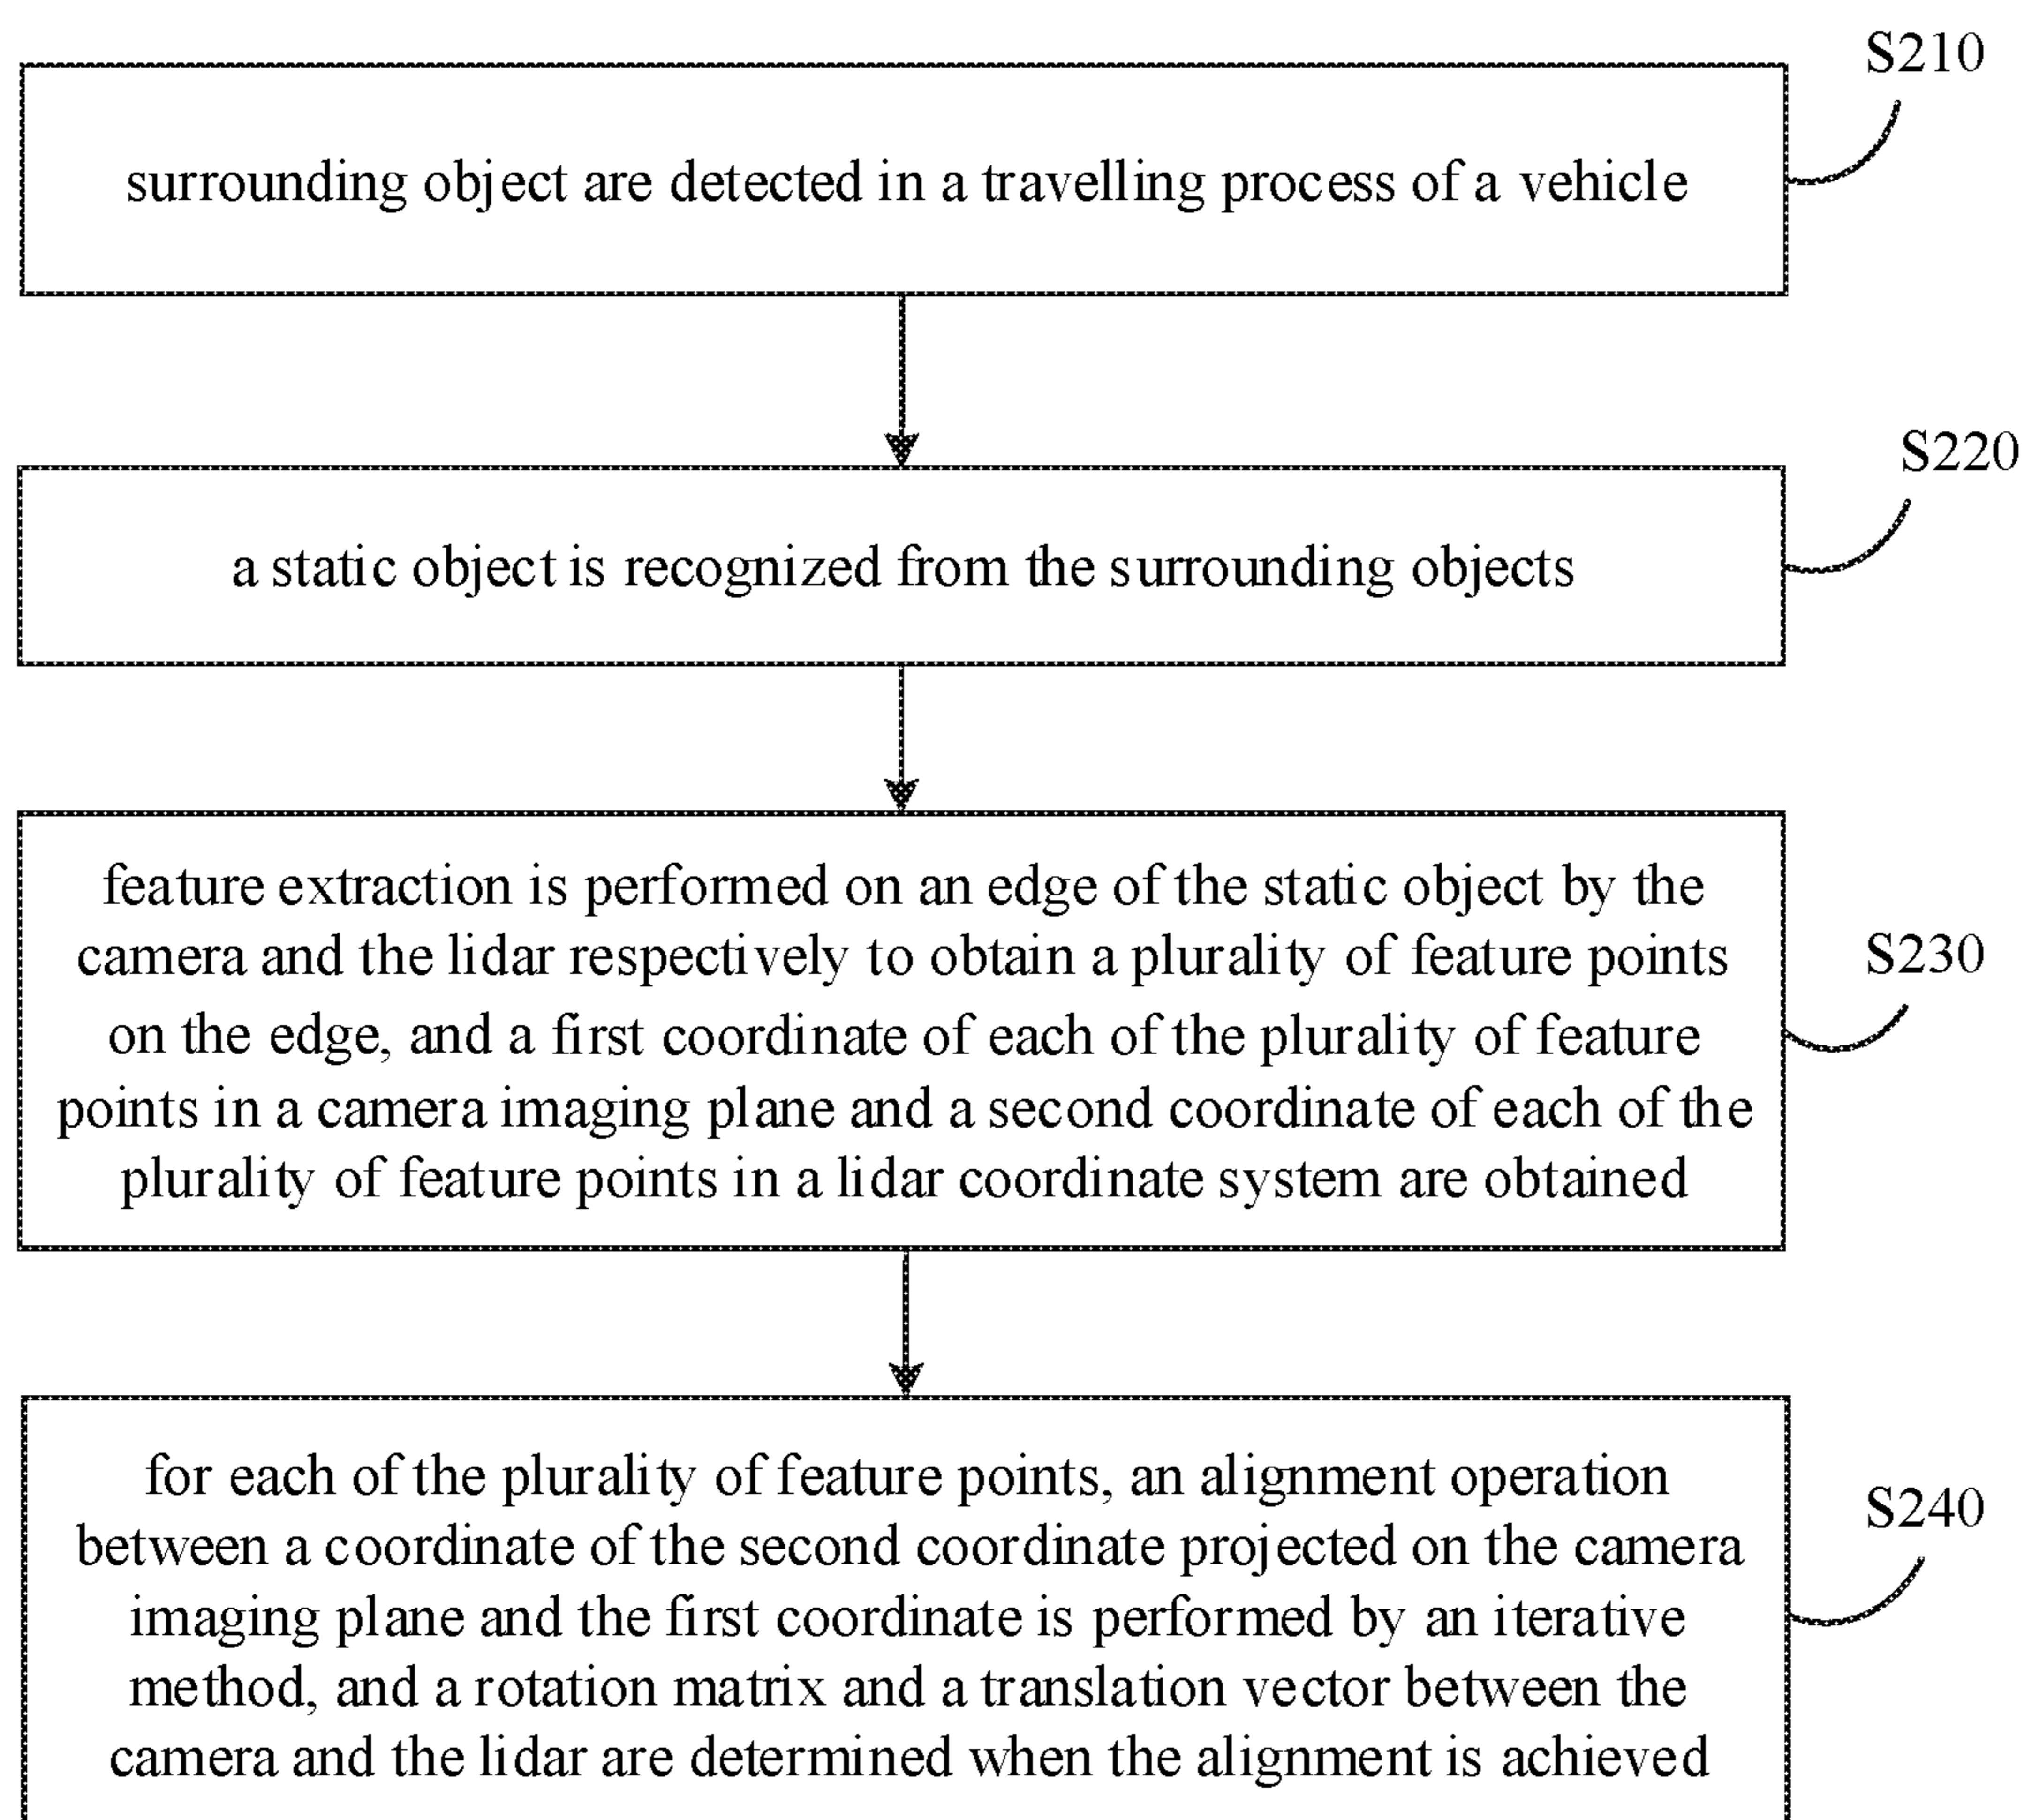 S210
surrounding object are detected in a travelling process of a vehicle
S220
a static object is recognized from the surrounding objects
feature extraction is performed on an edge of the static object by the
camera and the lidar respectively to obtain a plurality of feature points
on the edge, and a first coordinate of each of the plurality of feature
points in a camera imaging plane and a second coordinate of each of the
plurality of feature points in a lidar coordinate system are obtained
S230
for each of the plurality of feature points, an alignment operation
between a coordinate of the second coordinate projected on the camera
imaging plane and the first coordinate is performed by an iterative
method, and a rotation matrix and a translation vector between the
camera and the lidar are determined when the alignment is achieved
S240